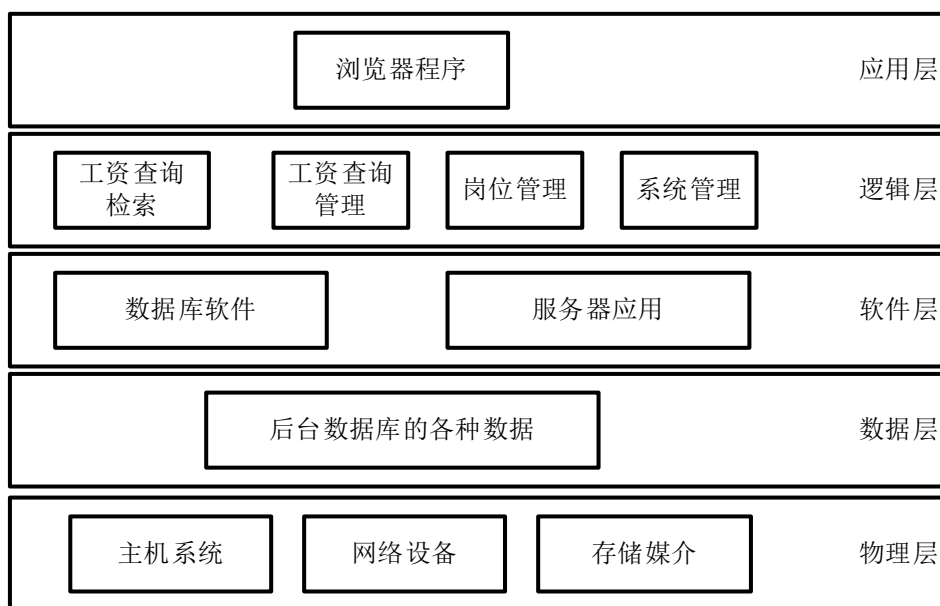 浏览器程序
应用层
工资查询
检索
工资查询
管理
岗位管理
系统管理
逻辑层
数据库软件
服务器应用
软件层
后台数据库的各种数据
数据层
主机系统
网络设备
存储媒介
物理层